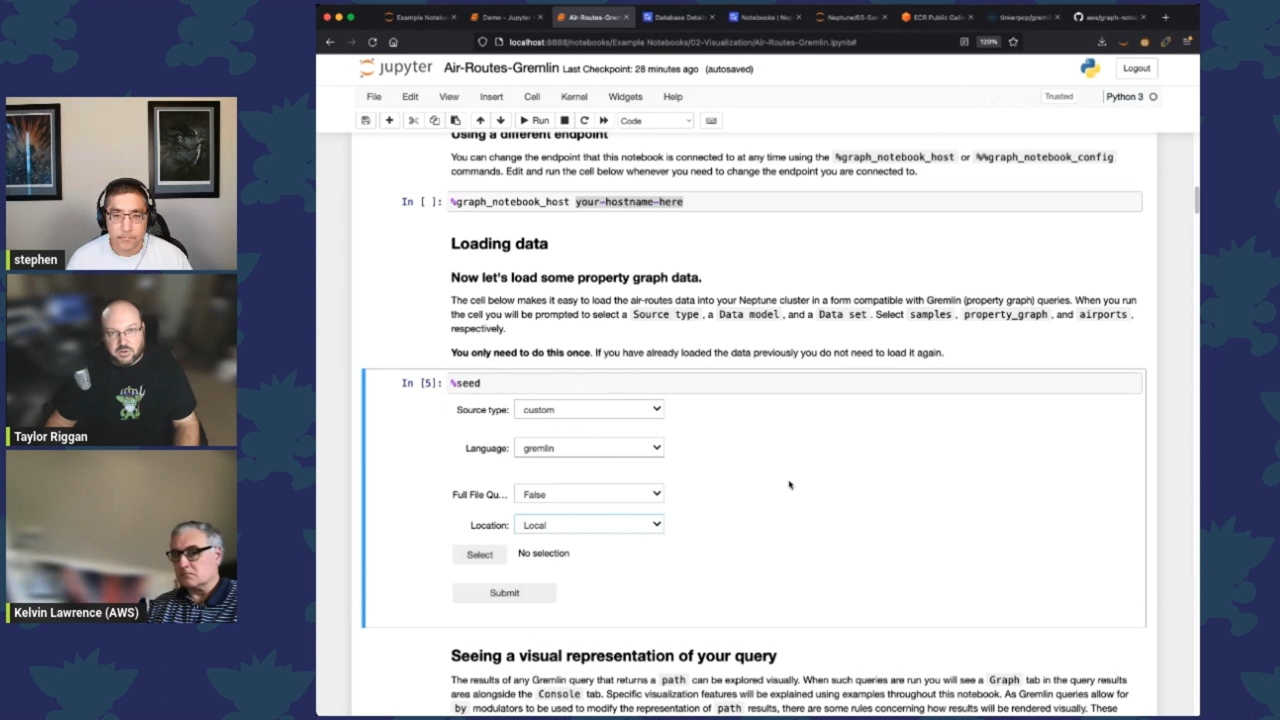 Example Noteb
Demo - Jupyter
Air-Routes-Grem
Database Detail
Notebooks | Nep
Neptune/6S-Sam
ECR Public Gall
tinkerpop/greml
aws/graph-note
localhost:8888/notebooks/Example Notebooks/02-Visualization/Air-Routes-Gremlin.ipynb#
120%
jupyter Air-Routes-Gremlin Last Checkpoint: 28 minutes ago (autosaved)
Logout
File Edit View Insert Cell Kernel Widgets Help
Trusted
Python 3
Run
Code
Using a different endpoint
You can change the endpoint that this notebook is connected to at any time using the %graph_notebook_host or %%graph_notebook_config
commands. Edit and run the cell below whenever you need to change the endpoint you are connected to.
In [ ]: %graph_notebook_host your-hostname-here
Loading data
Now let's load some property graph data.
The cell below makes it easy to load the air-routes data into your Neptune cluster in a form compatible with Gremlin (property graph) queries. When you run
the cell you will be prompted to select a Source type, a Data model, and a Data set. Select samples, property_graph, and airports,
respectively.
You only need to do this once. If you have already loaded the data previously you do not need to load it again.
In [5]: %seed
Source type: custom
Language: gremlin
Full File Qu... False
Location: Local
Select No selection
Submit
Seeing a visual representation of your query
The results of any Gremlin query that returns a path can be explored visually. When such queries are run you will see a Graph tab in the query results
area alongside the Console tab. Specific visualization features will be explained using examples throughout this notebook. As Gremlin queries allow for
by modulators to be used to modify the representation of path results, there are some rules concerning how results will be rendered visually. These
stephen
Taylor Riggan
Kelvin Lawrence (AWS)